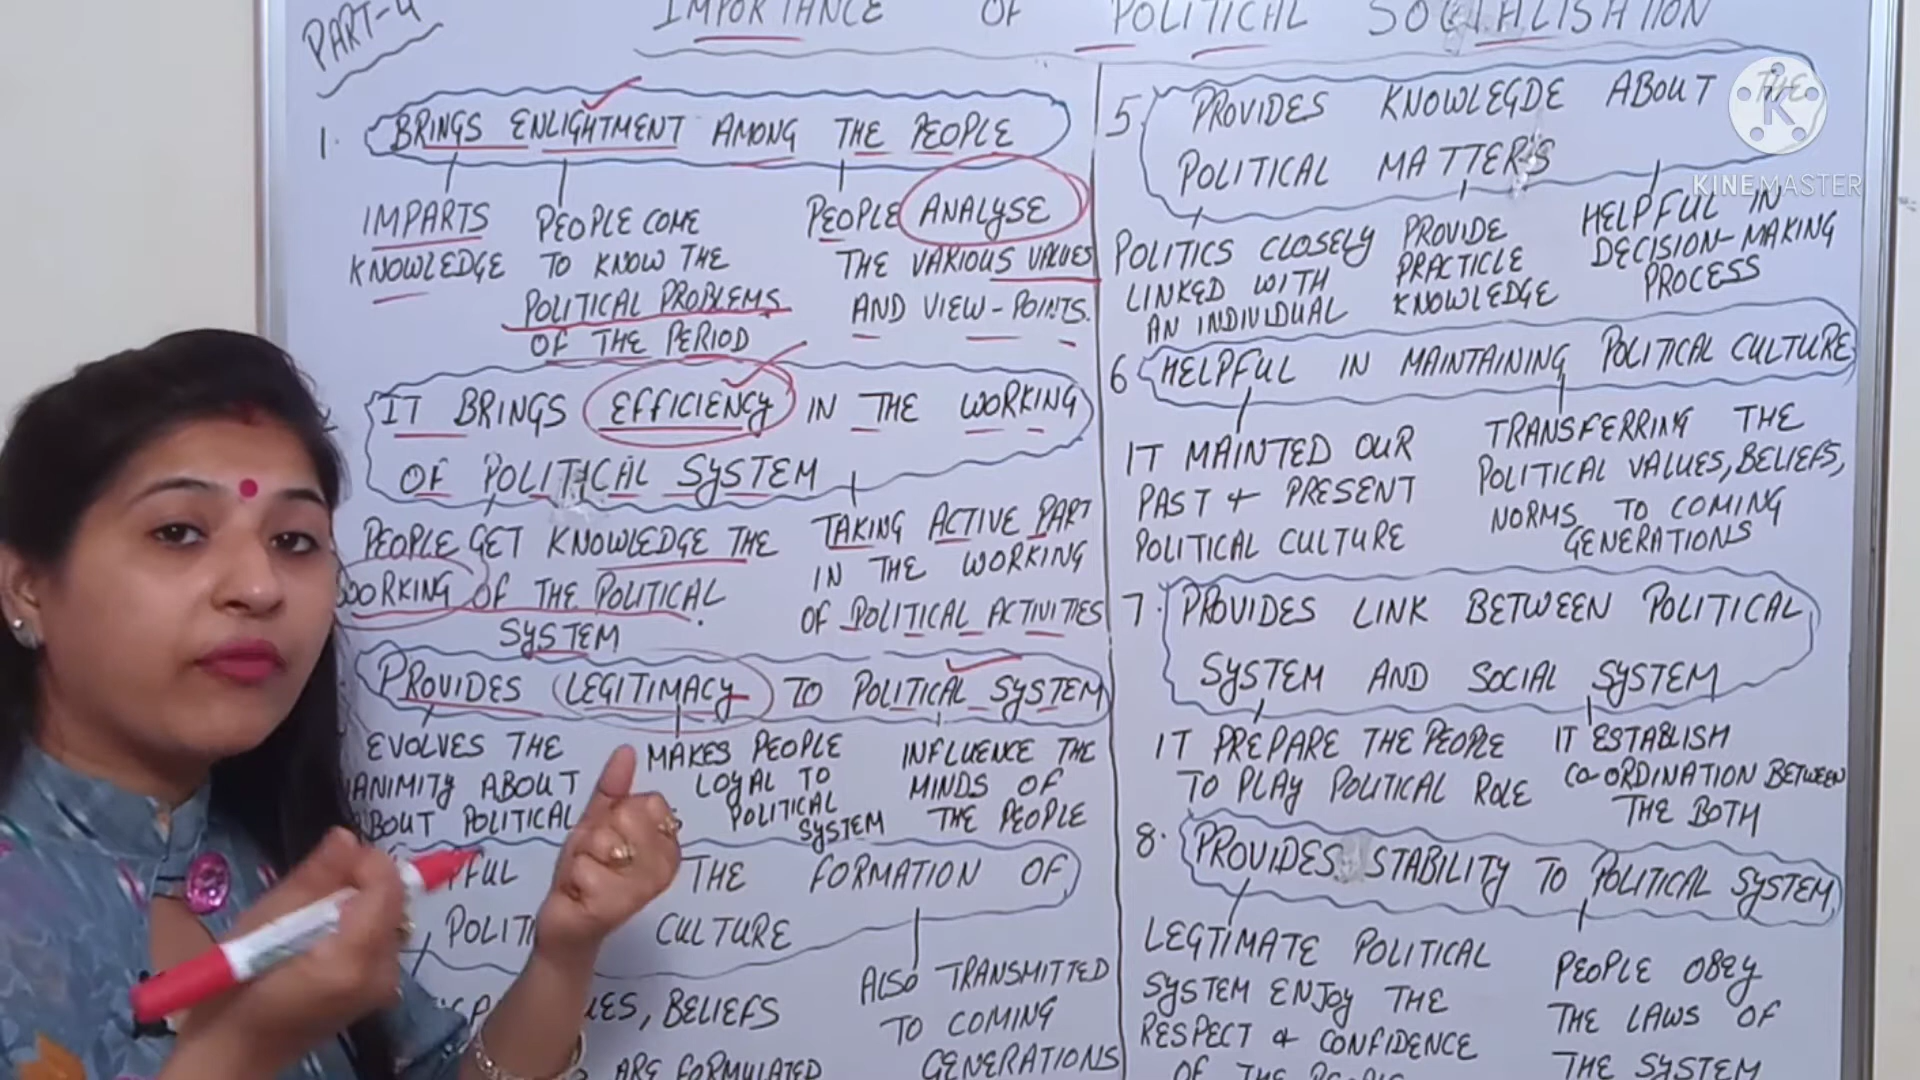 PART-4
IMPORTANCE OF POLITICAL SOCIALISATION
1. BRINGS ENLIGHTMENT AMONG THE PEOPLE
IMPARTS
KNOWLEDGE
PEOPLE COME
TO KNOW THE
POLITICAL PROBLEMS
OF THE PERIOD
PEOPLE ANALYSE
THE VARIOUS VALUES
AND VIEW-POINTS.
IT BRINGS EFFICIENCY IN THE WORKING
OF POLITICAL SYSTEM
PEOPLE GET KNOWLEDGE THE
WORKING OF THE POLITICAL
SYSTEM
TAKING ACTIVE PART
IN THE WORKING
OF POLITICAL ACTIVITIES
PROVIDES LEGITIMACY TO POLITICAL SYSTEM
EVOLVES THE
ABOUT
ABOUT POLITICAL
MAKES PEOPLE
LOYAL TO
POLITICAL
SYSTEM
INFLUENCE THE
MINDS OF
THE PEOPLE
THE FORMATION OF
CULTURE
BELIEFS
ARE FORMULATED
ALSO TRANSMITTED
TO COMING
GENERATIONS
5. PROVIDES KNOWLEGDE ABOUT THE
POLITICAL MATTERS
POLITICS CLOSELY
LINKED WITH
AN INDIVIDUAL
PROVIDE
PRACTICLE
KNOWLEDGE
HELPFUL IN
DECISION-MAKING
PROCESS
6 HELPFUL IN MAINTAINING POLITICAL CULTURE
IT MAINTED OUR
PAST & PRESENT
POLITICAL CULTURE
TRANSFERRING THE
POLITICAL VALUES, BELIEFS,
NORMS TO COMING
GENERATIONS
7. PROVIDES LINK BETWEEN POLITICAL
SYSTEM AND SOCIAL SYSTEM
IT PREPARE THE PEOPLE
TO PLAY POLITICAL ROLE
IT ESTABLISH
CO-ORDINATION BETWEEN
THE BOTH
8. PROVIDES STABILITY TO POLITICAL SYSTEM
LEGTIMATE POLITICAL
SYSTEM ENJOY THE
RESPECT & CONFIDENCE
OF THE PEOPLE
PEOPLE OBEY
THE LAWS OF
THE SYSTEM
K
KINEMASTER